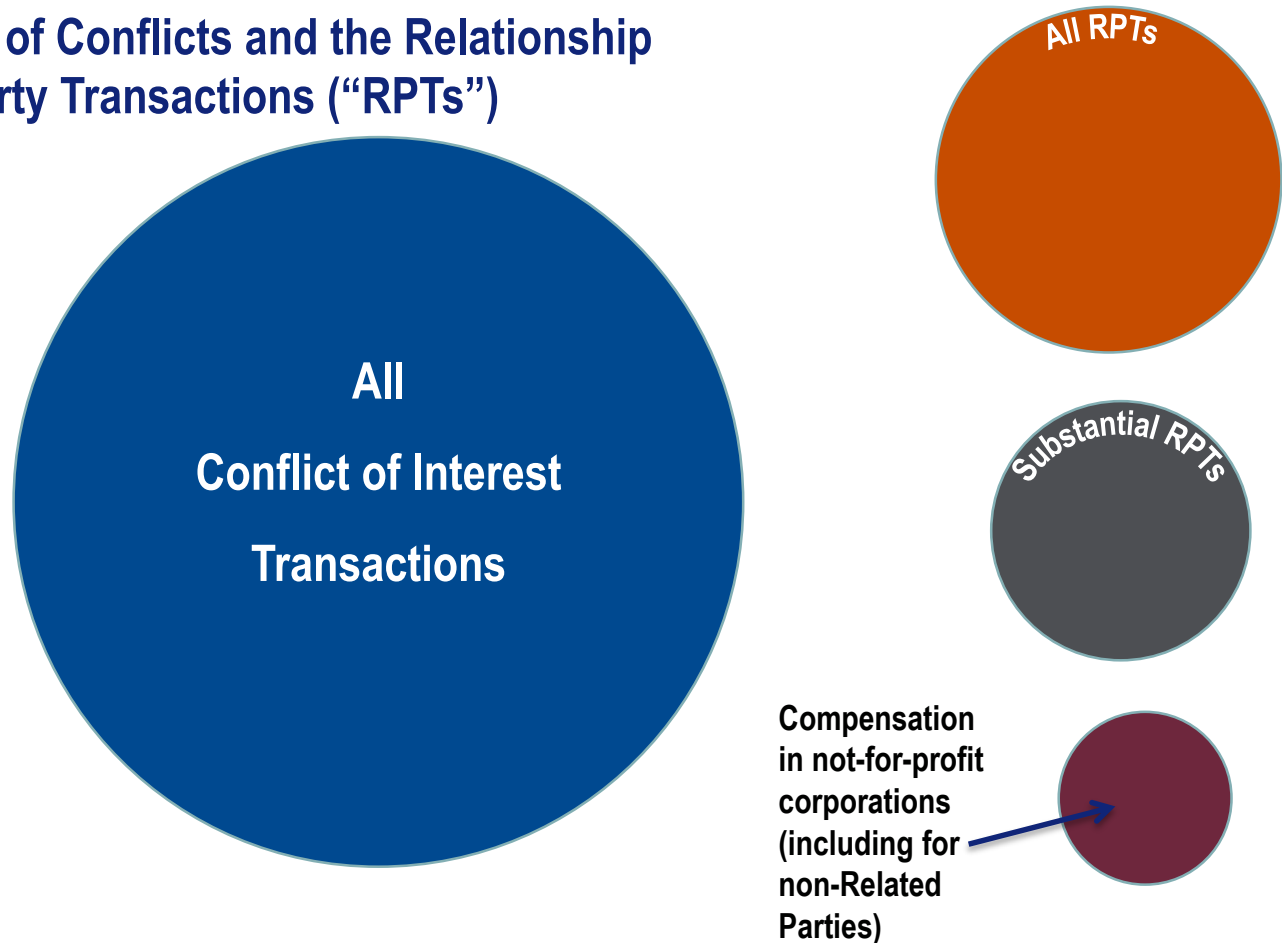 of Conflicts and the Relationship
rty Transactions (“RPTs”)
All RPTs
All
Conflict of Interest
Transactions
Substantial RPTs
Compensation
in not-for-profit
corporations
(including for
non-Related
Parties)